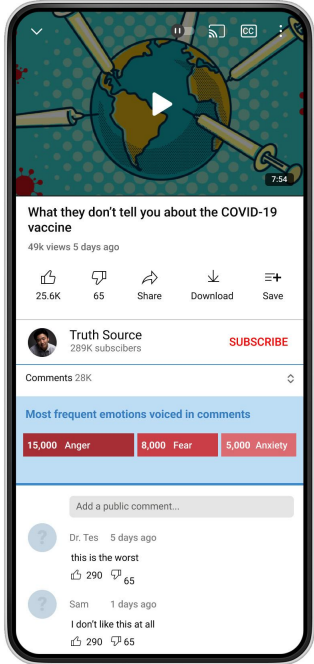 CC
7:54
What they don't tell you about the COVID-19
vaccine
49k views 5 days ago
25.6K 65 Share Download Save
Truth Source
289K subscibers
SUBSCRIBE
Comments 28K
Most frequent emotions voiced in comments
15,000 Anger 8,000 Fear 5,000 Anxiety
Add a public comment...
? Dr. Tes 5 days ago
this is the worst
290 65
? Sam 1 days ago
I don't like this at all
290 65